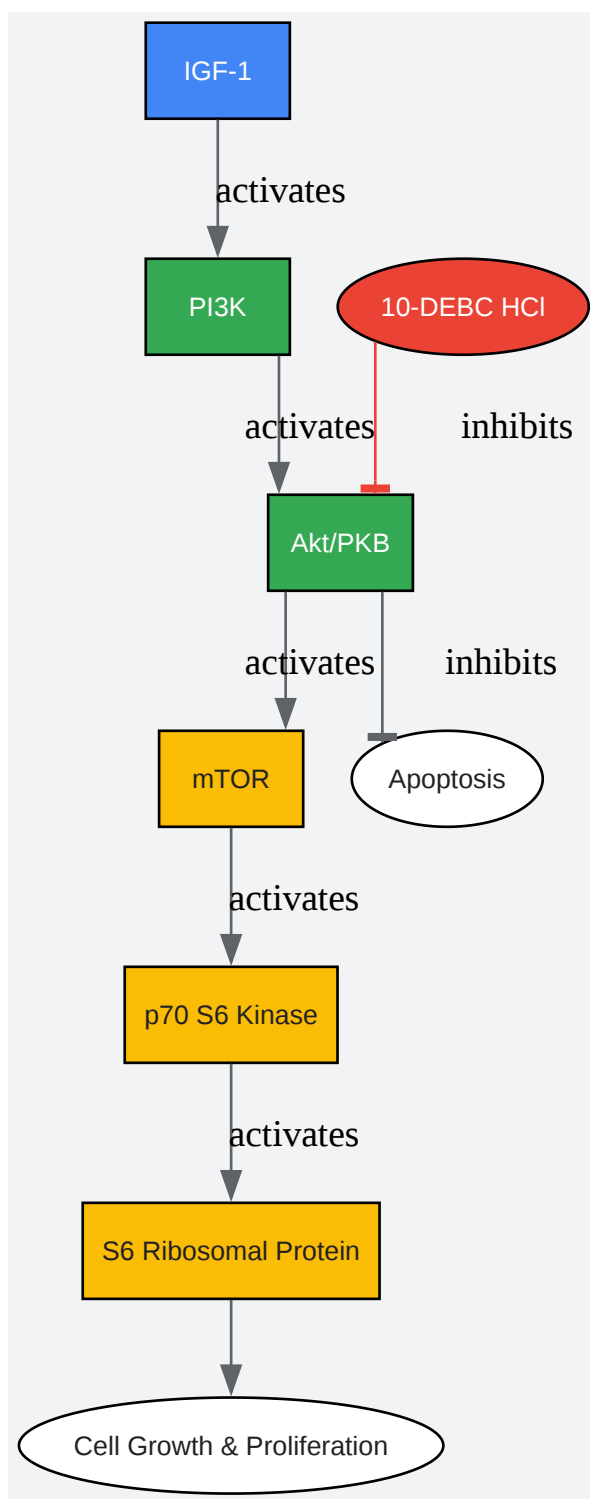 IGF-1
activates
PI3K
10-DEBC HCl
activates
inhibits
Akt/PKB
activates
inhibits
mTOR
Apoptosis
activates
p70 S6 Kinase
activates
S6 Ribosomal Protein
Cell Growth & Proliferation